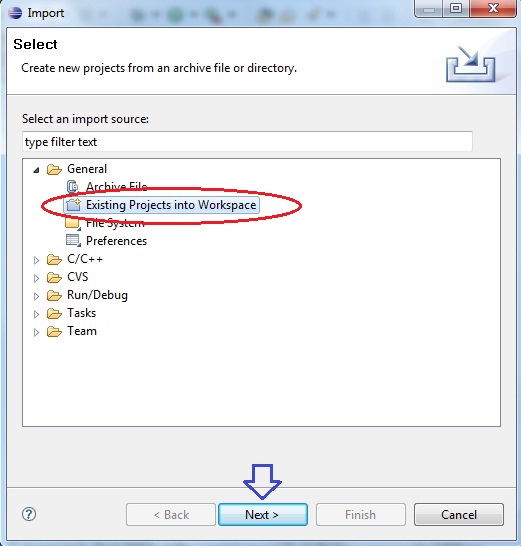 Import
Select
Create new projects from an archive file or directory.
Select an import source:
type filter text
General
Archive File
Existing Projects into Workspace
File System
Preferences
C/C++
CVS
Run/Debug
Tasks
Team
? < Back Next > Finish Cancel